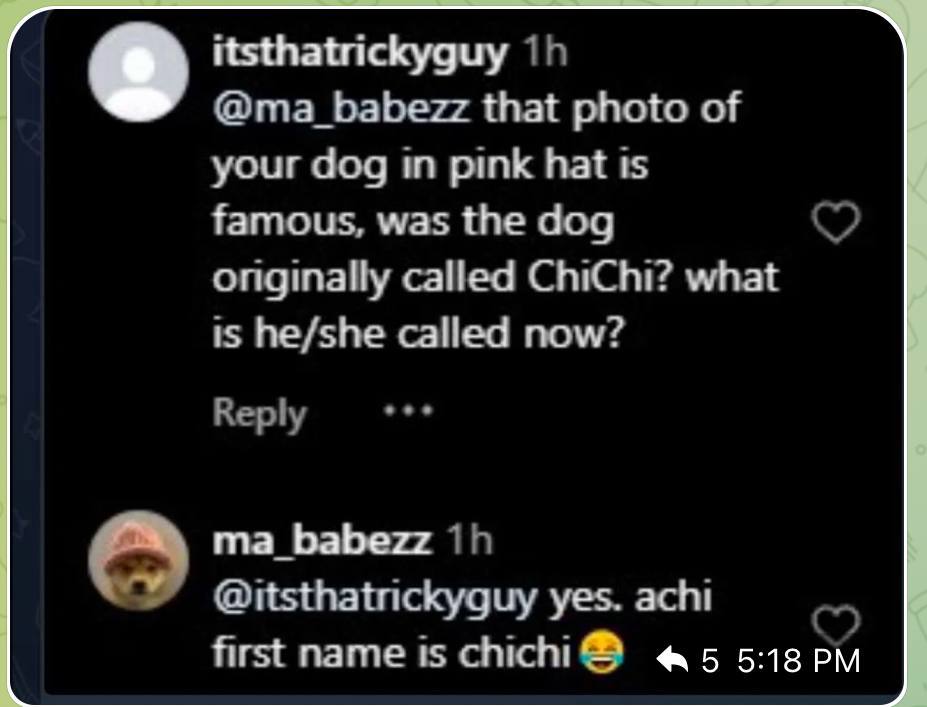 itsthatrickyguy 1h
@ma_babezz that photo of
your dog in pink hat is
famous, was the dog
originally called ChiChi? what
is he/she called now?
Reply •••
ma_babezz 1h
@itsthatrickyguy yes. achi
first name is chichi😂
5 5:18 PM